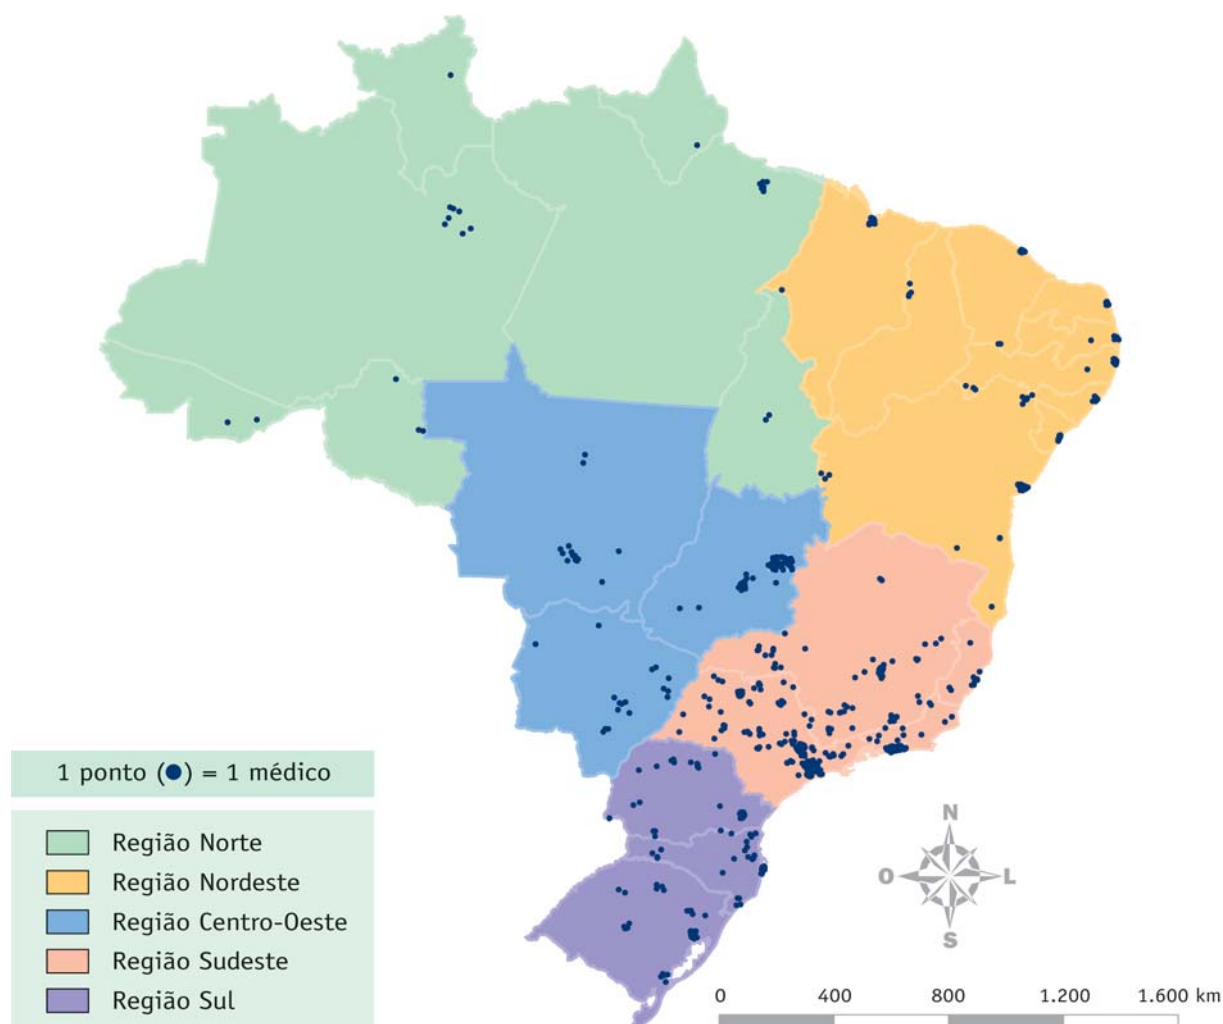 1 ponto (●) = 1 médico
Região Norte
Região Nordeste
Região Centro-Oeste
Região Sudeste
Região Sul
N
O L
S
0 400 800 1.200 1.600 km